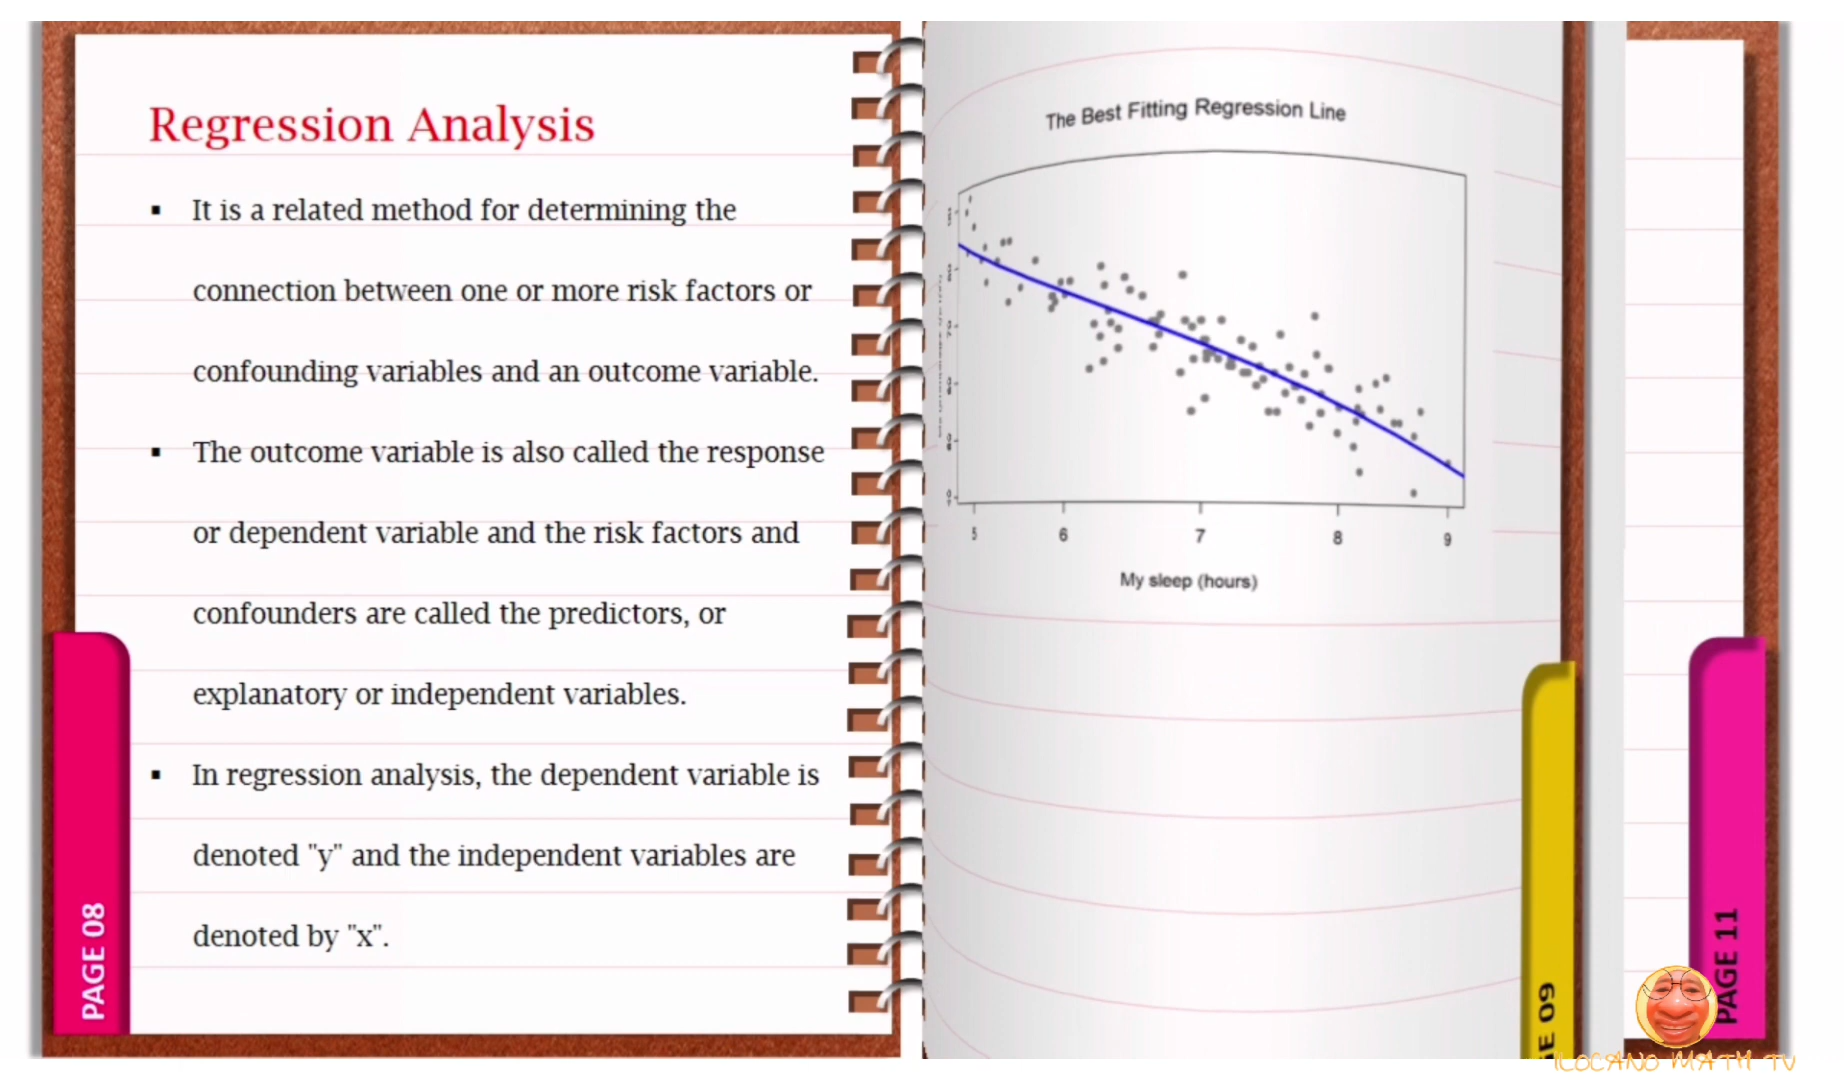 Regression Analysis
▪ It is a related method for determining the
connection between one or more risk factors or
confounding variables and an outcome variable.
▪ The outcome variable is also called the response
or dependent variable and the risk factors and
confounders are called the predictors, or
explanatory or independent variables.
▪ In regression analysis, the dependent variable is
denoted "y" and the independent variables are
denoted by "x".
PAGE 08
The Best Fitting Regression Line
5 6 7 8 9
My sleep (hours)
GE 09
PAGE 11
ILOCANO MATH TV